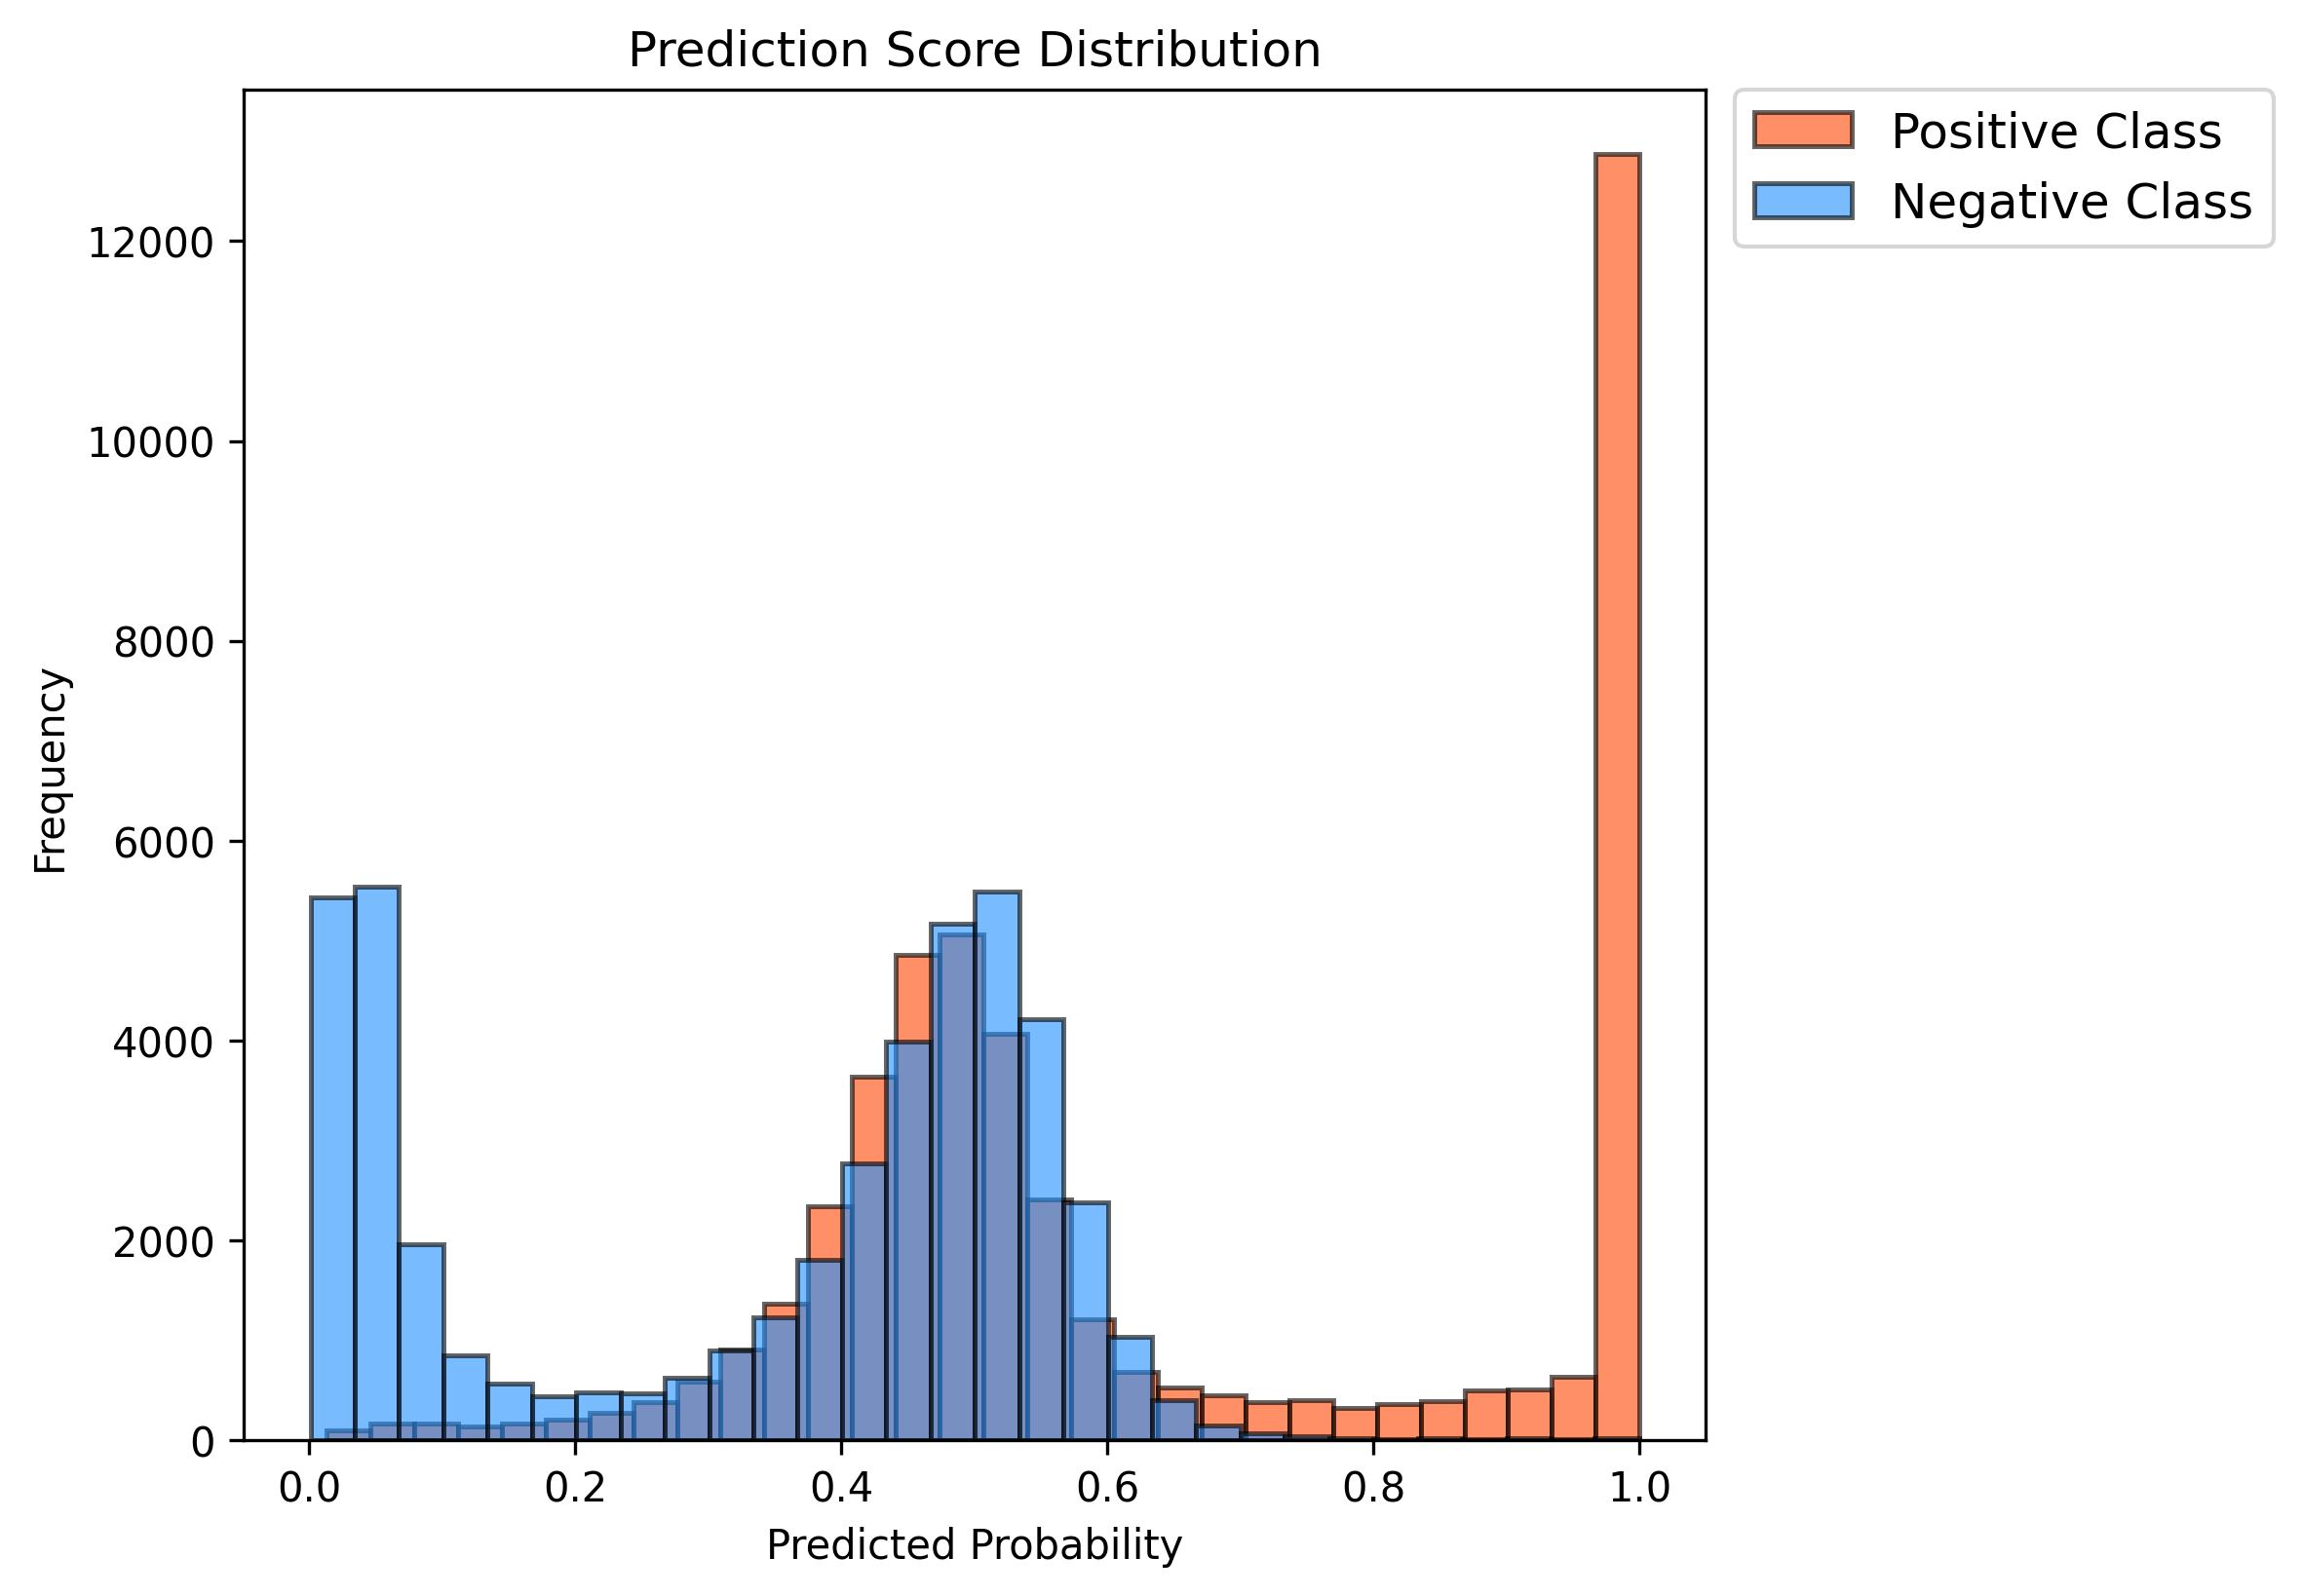 Prediction Score Distribution
Positive Class
Negative Class
12000
10000
8000
6000
4000
2000
0
Frequency
0.0 0.2 0.4 0.6 0.8 1.0
Predicted Probability